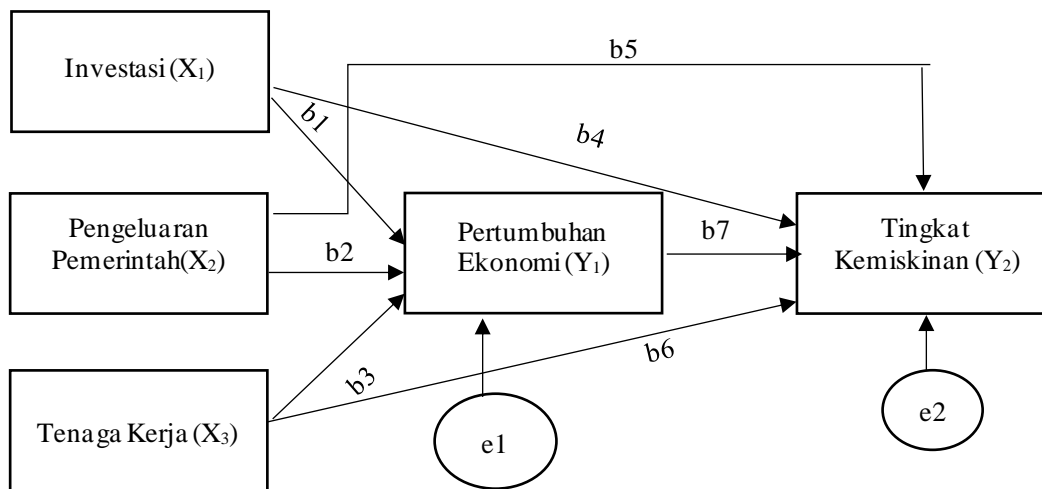 b5
Investasi (X₁)
b1
b4
Pengeluaran
Pemerintah(X₂)
b2
Pertumbuhan
Ekonomi (Y₁)
b7
Tingkat
Kemiskinan (Y₂)
b3
b6
Tenaga Kerja (X₃)
e1
e2